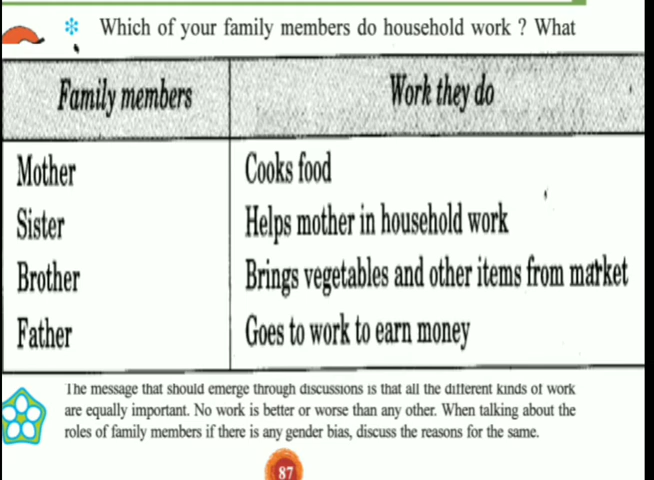 Which of your family members do household work ? What
Family members Work they do
Mother Cooks food
Sister Helps mother in household work
Brother Brings vegetables and other items from market
Father Goes to work to earn money
The message that should emerge through discussions is that all the different kinds of work
are equally important. No work is better or worse than any other. When talking about the
roles of family members if there is any gender bias, discuss the reasons for the same.
87